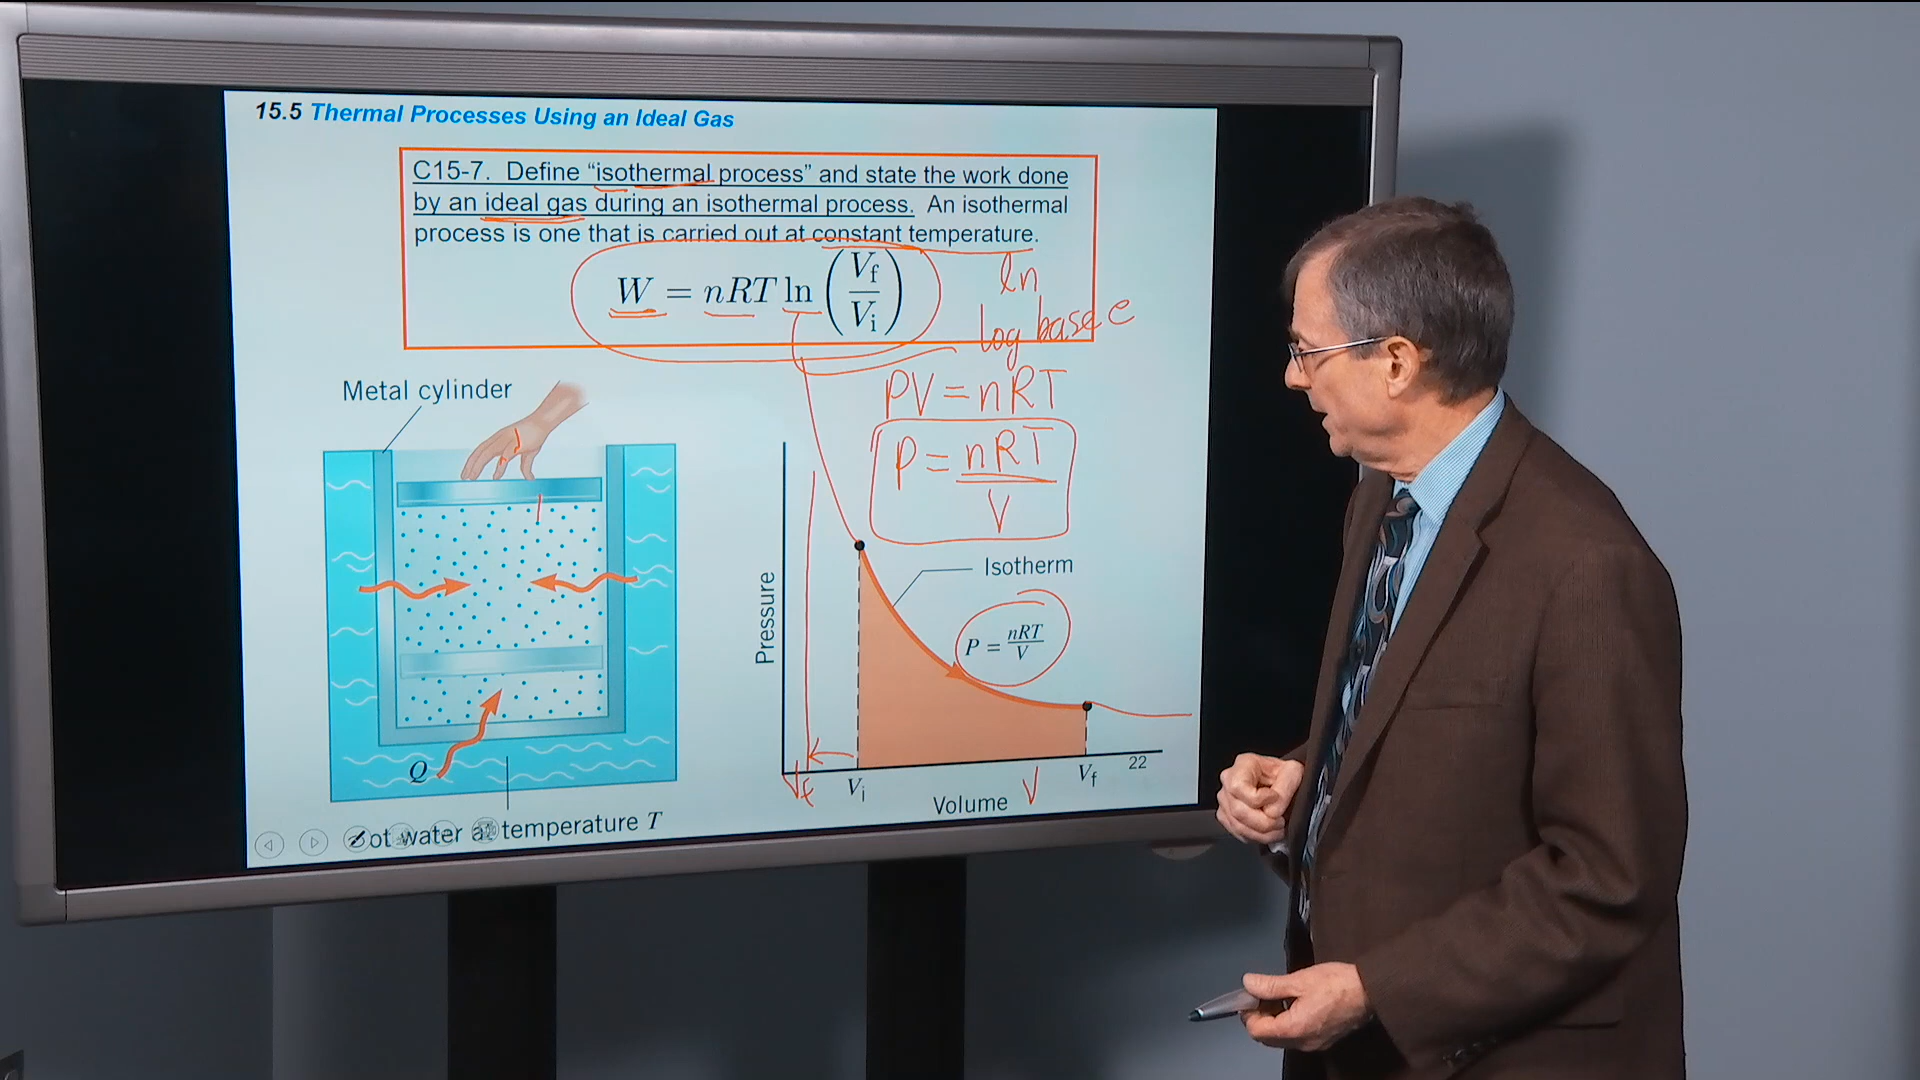 15.5 Thermal Processes Using an Ideal Gas
C15-7. Define “isothermal process” and state the work done
by an ideal gas during an isothermal process. An isothermal
process is one that is carried out at constant temperature.
W = nRT ln (Vf/Vi)
ln
log base e
PV = nRT
P = nRT/V
Metal cylinder
Isotherm
P = nRT/V
Pressure
Q
Vf
Vi
Volume V
Vf
22
ot water at temperature T